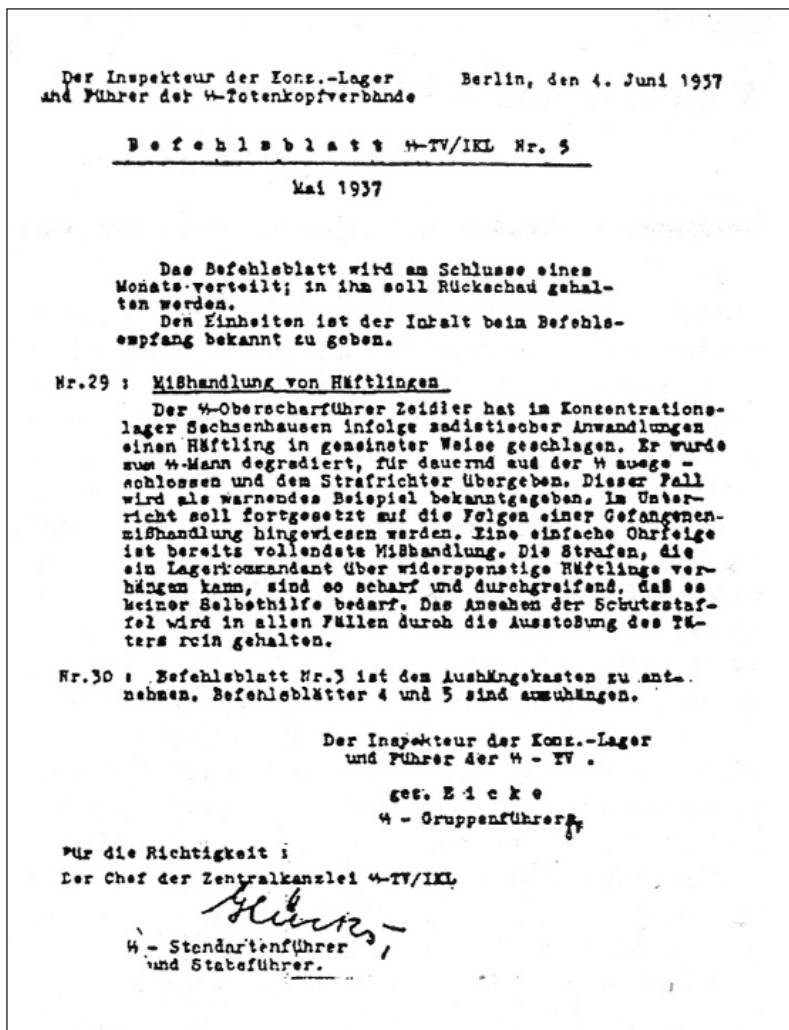 Der Inspekteur der Konz.-Lager
und Führer der SS-Totenkopfverbände
Berlin, den 4. Juni 1937
Befehlsblatt SS-TV/IKL Nr. 5
Mai 1937
Das Befehlsblatt wird am Schlusse eines
Monats verteilt; in ihm soll Rückschau gehal-
ten werden.
Den Einheiten ist der Inhalt beim Befehls-
empfang bekannt zu geben.
Nr.29 : Mißhandlung von Häftlingen
Der SS-Oberscharführer Zeidler hat im Konzentrations-
lager Sachsenhausen infolge sadistischer Anwandlungen
einen Häftling in gemeinster Weise geschlagen. Er wurde
zum SS-Mann degradiert, für dauernd aus der SS ausge -
schlossen und dem Strafrichter übergeben. Dieser Fall
wird als warnendes Beispiel bekanntgegeben. Im Unter-
richt soll fortgesetzt auf die Folgen einer Gefangenen-
mißhandlung hingewiesen werden. Eine einfache Ohrfeige
ist bereits vollendete Mißhandlung. Die Strafen, die
ein Lagerkommandant über widerspenstige Häftlinge ver-
hängen kann, sind so scharf und durchgreifend, daß es
keiner Selbsthilfe bedarf. Das Ansehen der Schutzstaf-
fel wird in allen Fällen durch die Ausstoßung des Tä-
ters rein gehalten.
Nr.30 : Befehlsblatt Nr.3 ist dem Aushängekasten zu ent-
nehmen. Befehlsblätter 4 und 5 sind auszuhängen.
Der Inspekteur der Konz.-Lager
und Führer der SS - TV .
gez. Eicke
SS - Gruppenführer
Für die Richtigkeit :
Der Chef der Zentralkanzlei SS-TV/IKL
Glücks
SS - Standartenführer
und Stabsführer.